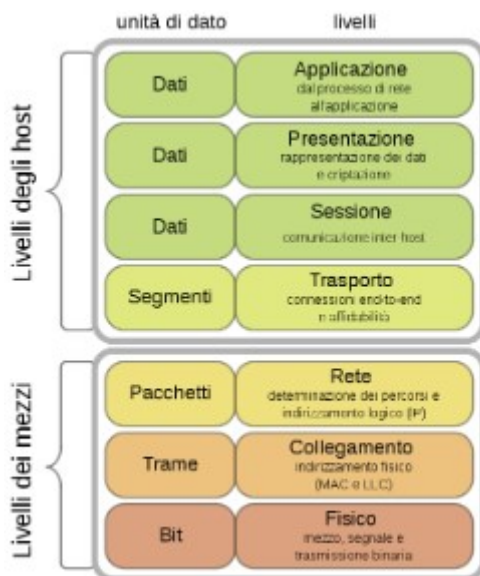 unità di dato livelli
Livelli degli host
Dati
Applicazione
dal processo di rete
all'applicazione
Dati
Presentazione
rappresentazione dei dati
e criptazione
Dati
Sessione
comunicazione inter-host
Segmenti
Trasporto
connessioni end-to-end
e affidabilità
Livelli dei mezzi
Pacchetti
Rete
determinazione dei percorsi e
indirizzamento logico (IP)
Trame
Collegamento
indirizzamento fisico
(MAC e LLC)
Bit
Fisico
mezzo, segnale e
trasmissione binaria